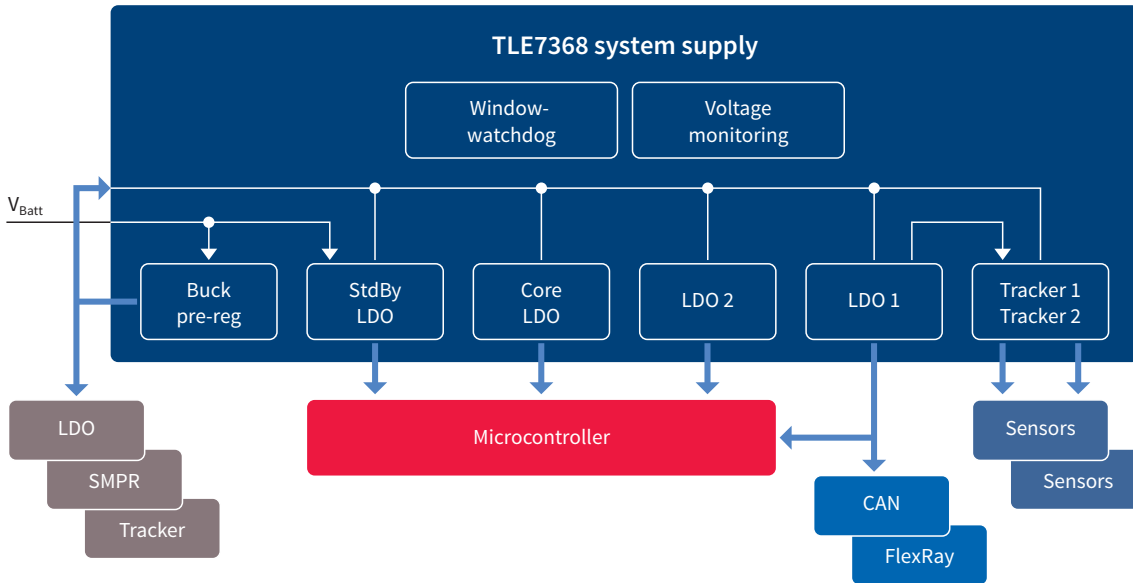 TLE7368 system supply
Window-
watchdog
Voltage
monitoring
VBatt
Buck
pre-reg
StdBy
LDO
Core
LDO
LDO 2
LDO 1
Tracker 1
Tracker 2
LDO
SMPR
Tracker
Microcontroller
CAN
FlexRay
Sensors
Sensors